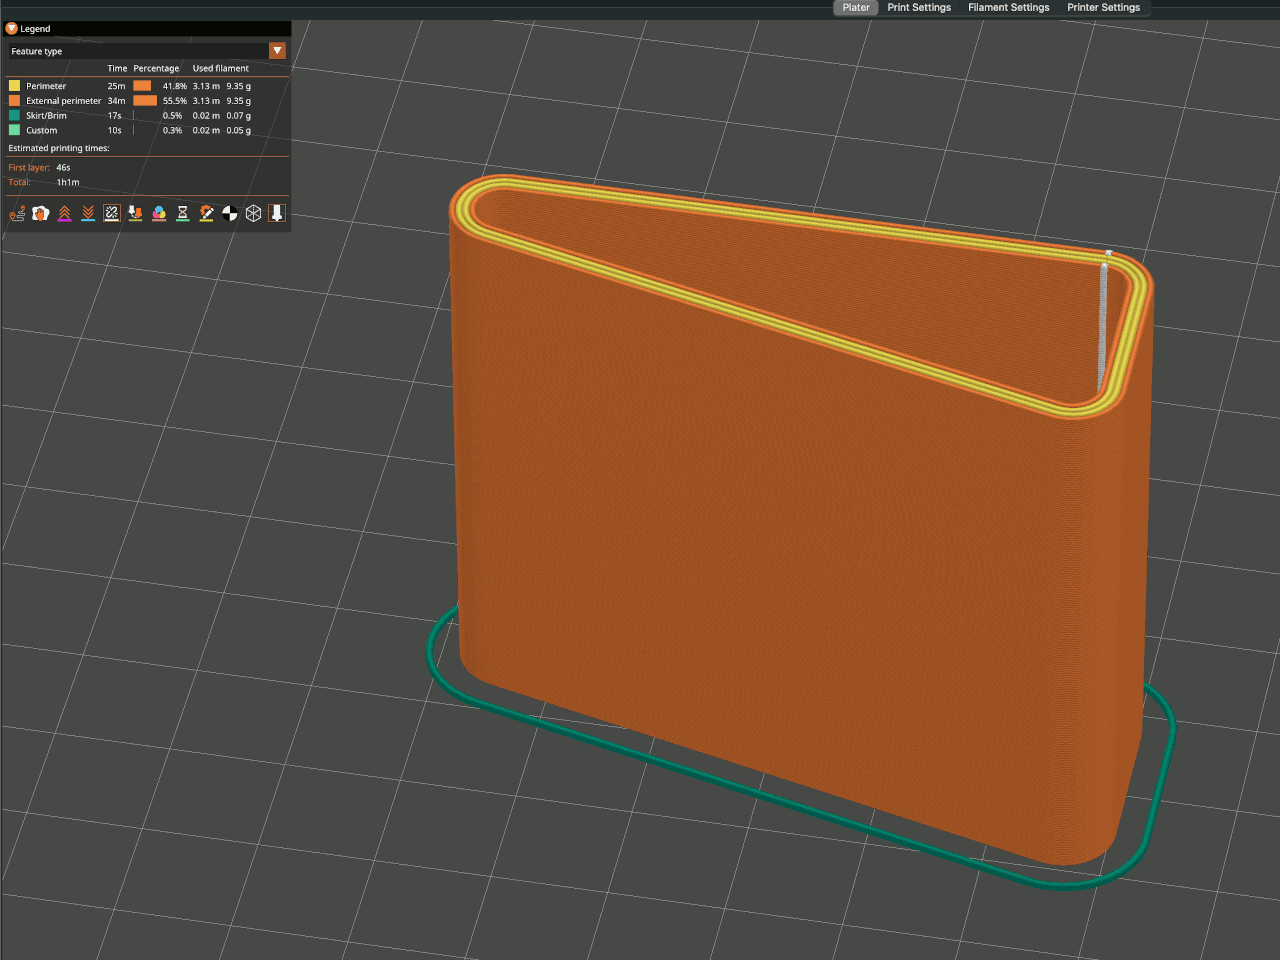 Plater Print Settings Filament Settings Printer Settings
Legend
Feature type
Time Percentage Used filament
Perimeter 25m 41.8% 3.13 m 9.35 g
External perimeter 34m 55.5% 3.13 m 9.35 g
Skirt/Brim 17s 0.5% 0.02 m 0.07 g
Custom 10s 0.3% 0.02 m 0.05 g
Estimated printing times:
First layer: 46s
Total: 1h1m